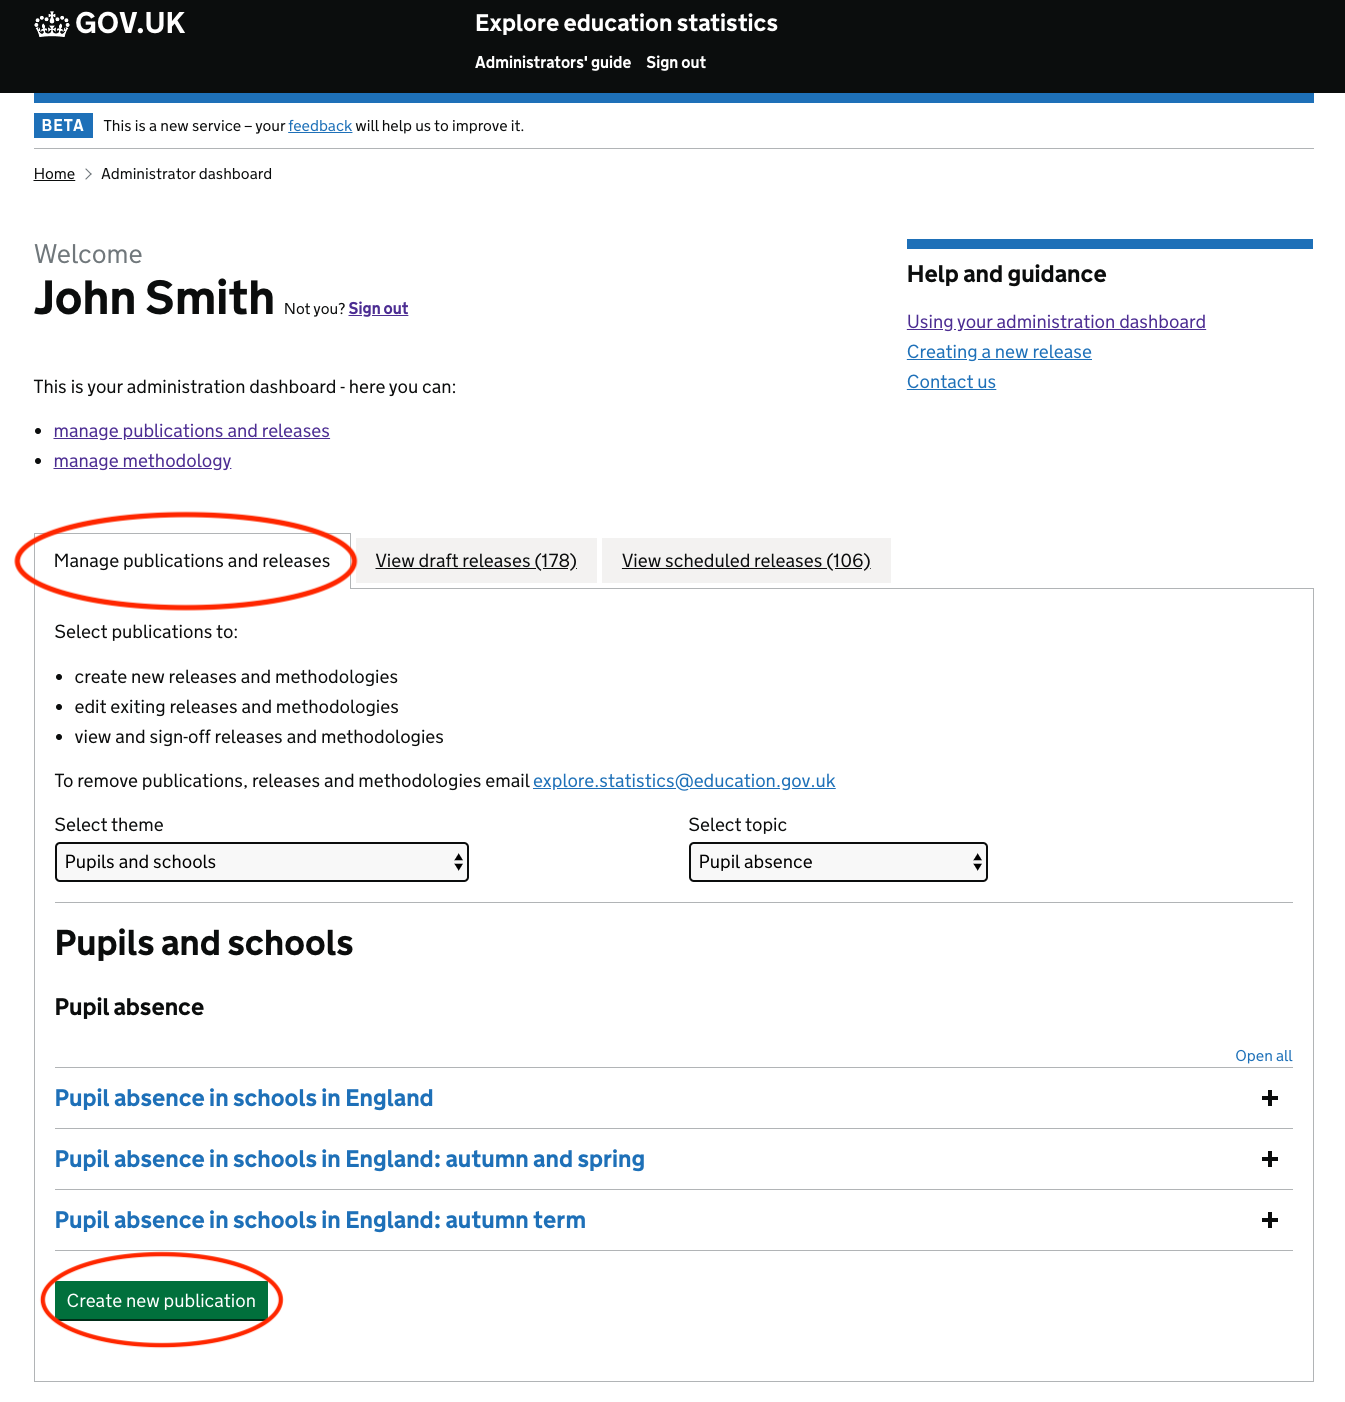 GOV.UK
Explore education statistics
Administrators' guide Sign out
BETA This is a new service – your feedback will help us to improve it.
Home Administrator dashboard
Welcome
John Smith Not you? Sign out
Help and guidance
Using your administration dashboard
Creating a new release
Contact us
This is your administration dashboard - here you can:
manage publications and releases
manage methodology
Manage publications and releases View draft releases (178) View scheduled releases (106)
Select publications to:
create new releases and methodologies
edit exiting releases and methodologies
view and sign-off releases and methodologies
To remove publications, releases and methodologies email explore.statistics@education.gov.uk
Select theme Select topic
Pupils and schools Pupil absence
Pupils and schools
Pupil absence
Open all
Pupil absence in schools in England
Pupil absence in schools in England: autumn and spring
Pupil absence in schools in England: autumn term
Create new publication